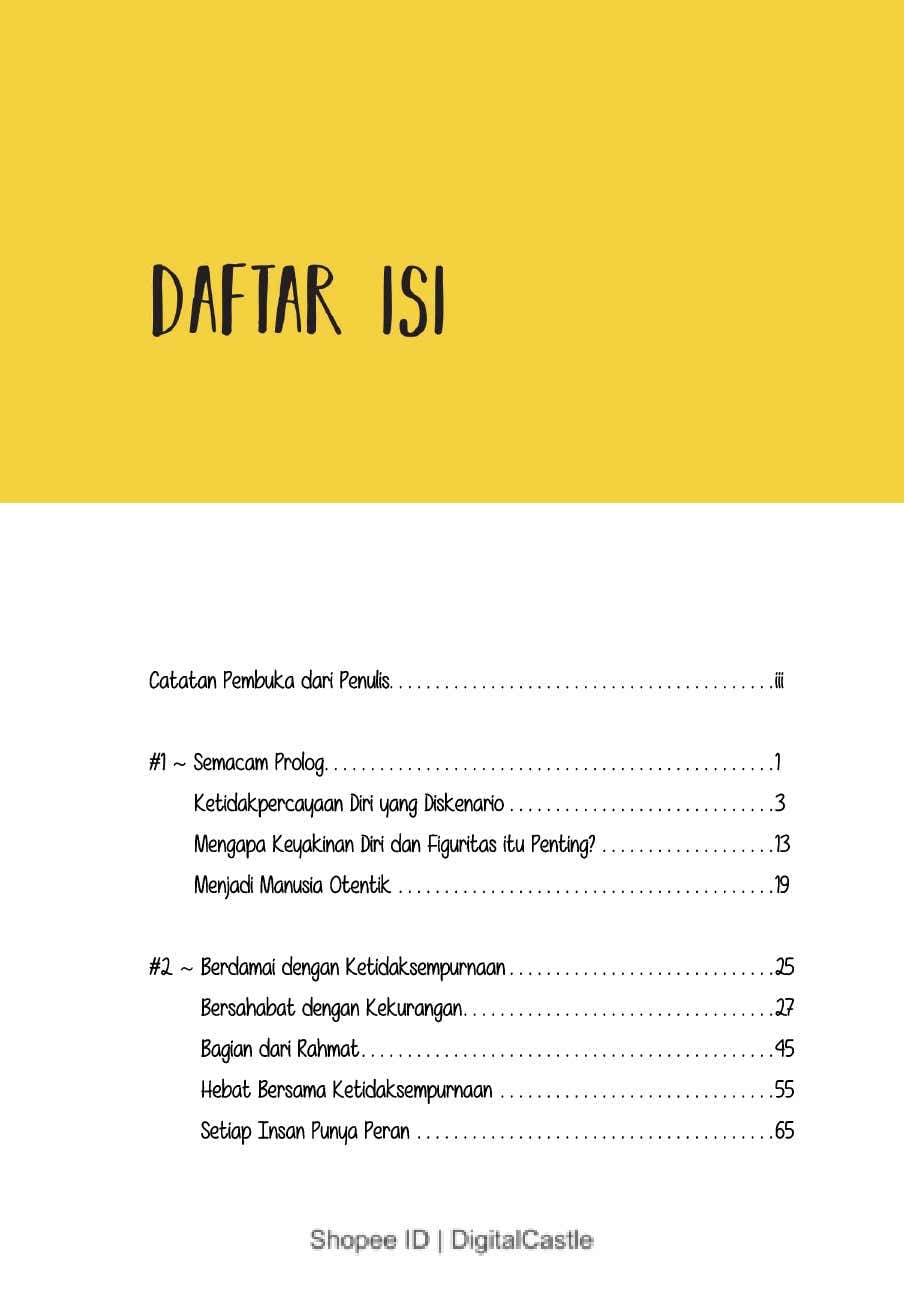 DAFTAR ISI
Catatan Pembuka dari Penulis. . . . . . . . . . . . . . . . . . . . . . . . . . . . . . . . . . . . . . . . . . iii
#1 ~ Semacam Prolog. . . . . . . . . . . . . . . . . . . . . . . . . . . . . . . . . . . . . . . . . . . . . . . . . 1
Ketidakpercayaan Diri yang Diskenario . . . . . . . . . . . . . . . . . . . . . . . . . . . . . 3
Mengapa Keyakinan Diri dan Figuritas itu Penting? . . . . . . . . . . . . . . . . . . . 13
Menjadi Manusia Otentik . . . . . . . . . . . . . . . . . . . . . . . . . . . . . . . . . . . . . . . . . 19
#2 ~ Berdamai dengan Ketidaksempurnaan . . . . . . . . . . . . . . . . . . . . . . . . . . . . . 25
Bersahabat dengan Kekurangan. . . . . . . . . . . . . . . . . . . . . . . . . . . . . . . . . . 27
Bagian dari Rahmat. . . . . . . . . . . . . . . . . . . . . . . . . . . . . . . . . . . . . . . . . . . . . 45
Hebat Bersama Ketidaksempurnaan . . . . . . . . . . . . . . . . . . . . . . . . . . . . . . 55
Setiap Insan Punya Peran . . . . . . . . . . . . . . . . . . . . . . . . . . . . . . . . . . . . . . . 65
Shopee ID | DigitalCastle